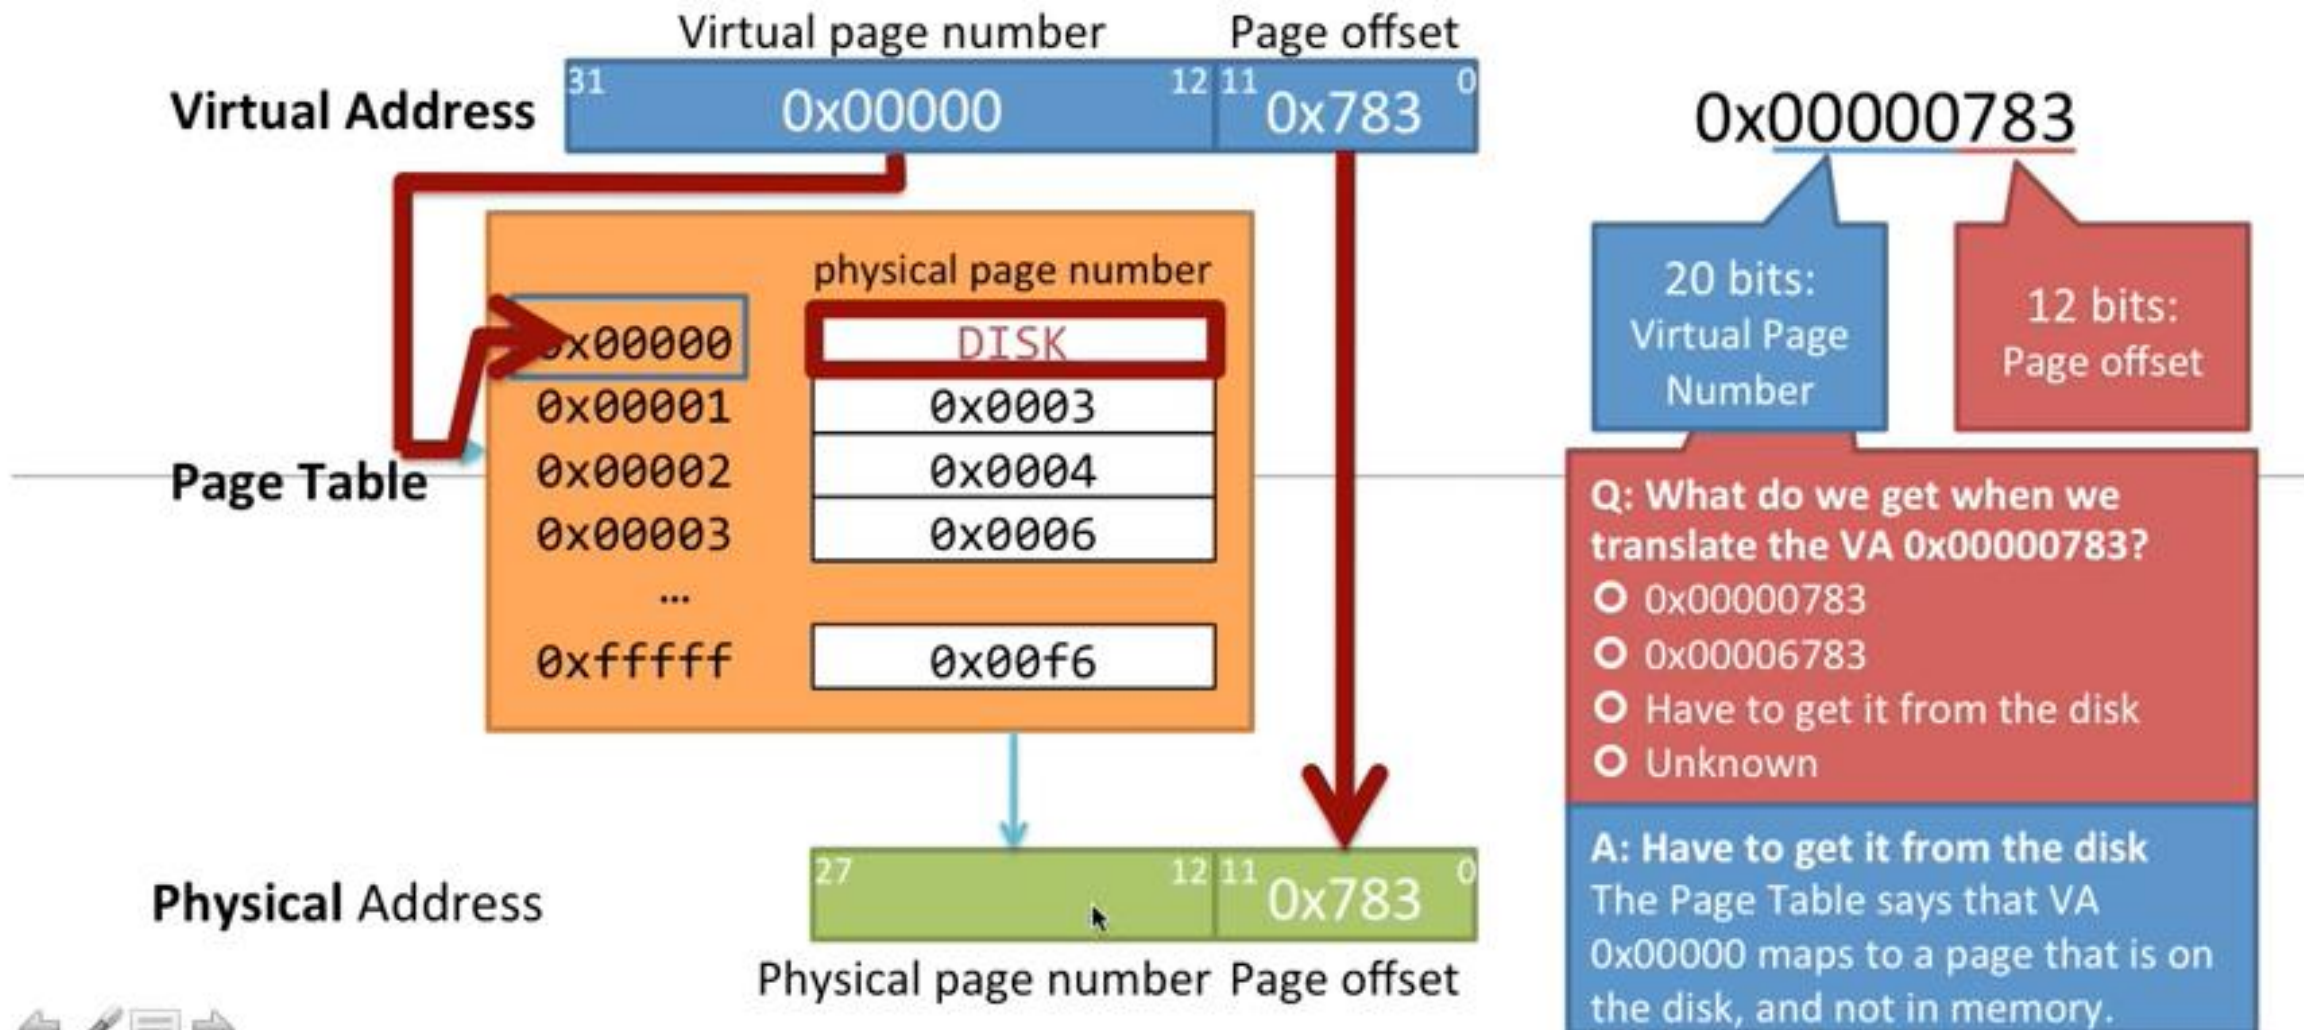 Virtual page number Page offset
Virtual Address
31 12 11 0
0x00000 0x783
0x00000783
20 bits:
Virtual Page
Number
12 bits:
Page offset
physical page number
0x00000 DISK
0x00001 0x0003
0x00002 0x0004
0x00003 0x0006
...
0xfffff 0x00f6
Page Table
Q: What do we get when we
translate the VA 0x00000783?
0x00000783
0x00006783
Have to get it from the disk
Unknown
A: Have to get it from the disk
The Page Table says that VA
0x00000 maps to a page that is on
the disk, and not in memory.
Physical Address
27 12 11 0
0x783
Physical page number Page offset